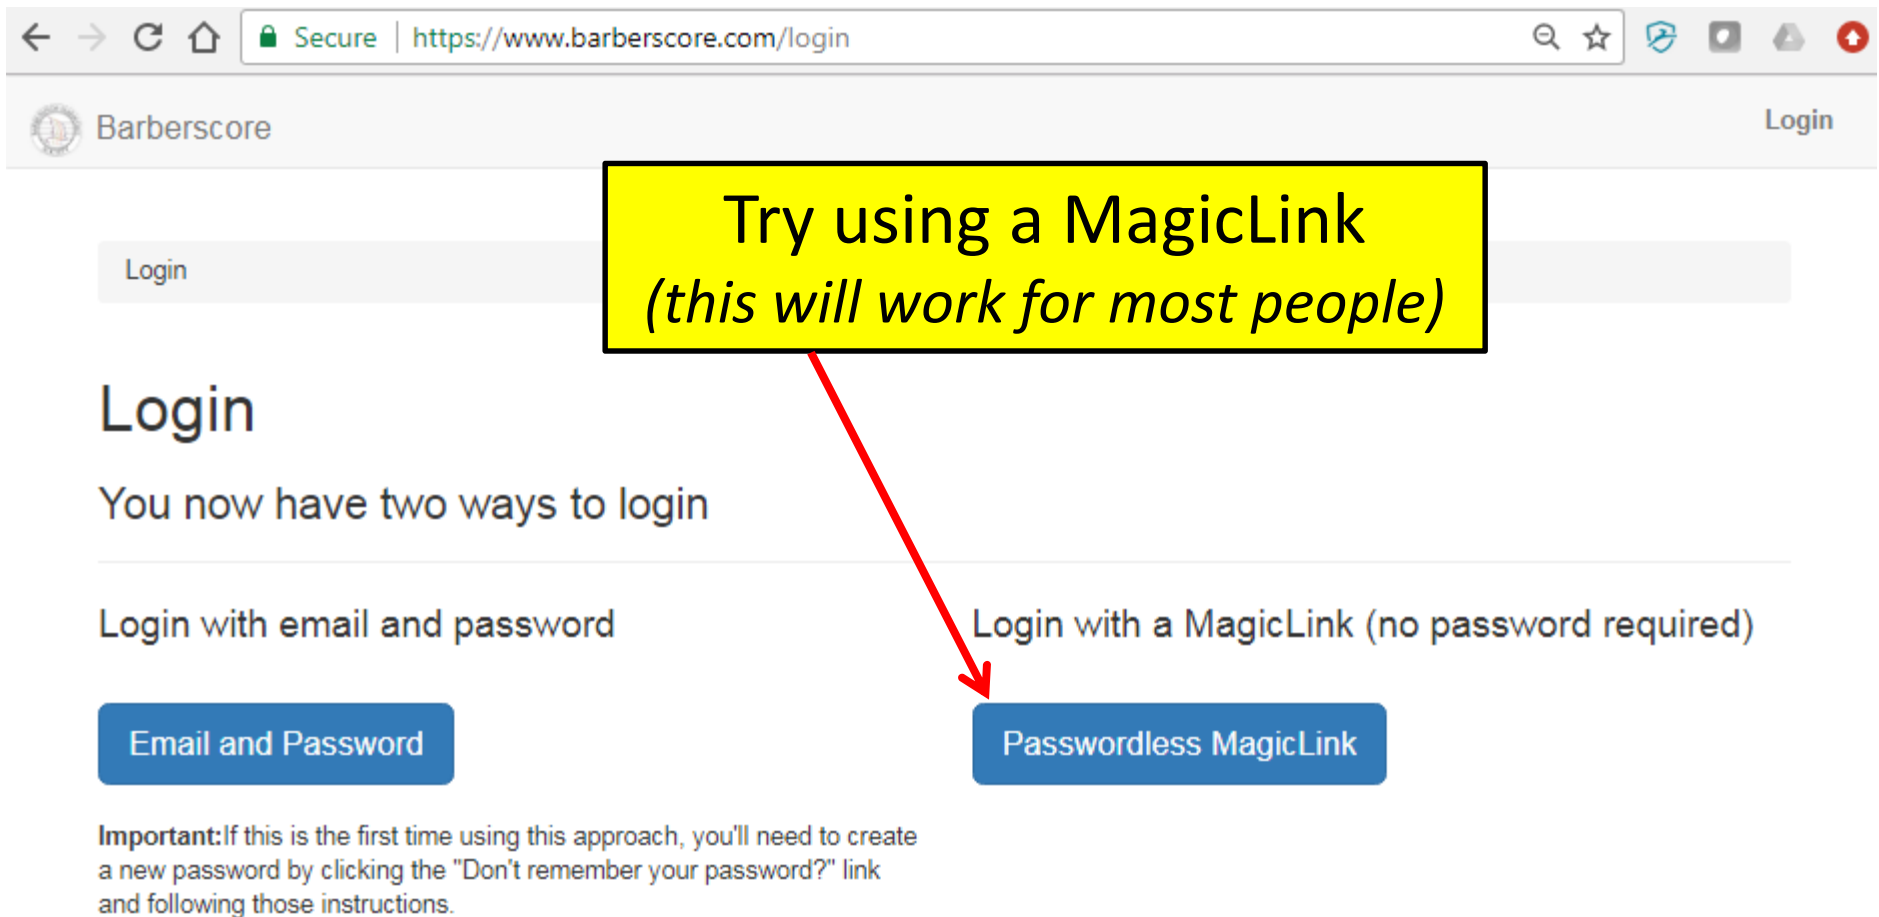 Secure | https://www.barberscore.com/login
Barberscore
Login
Try using a MagicLink
(this will work for most people)
Login
Login
You now have two ways to login
Login with email and password
Login with a MagicLink (no password required)
Email and Password
Passwordless MagicLink
Important:If this is the first time using this approach, you'll need to create
a new password by clicking the "Don't remember your password?" link
and following those instructions.